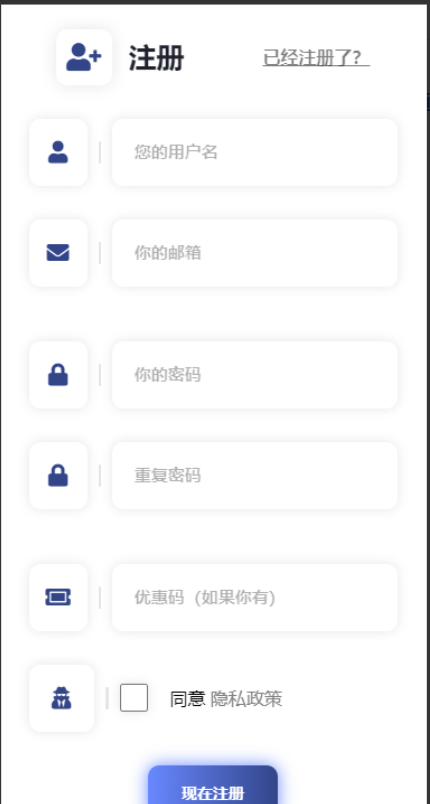 注册 已经注册了？
您的用户名
你的邮箱
你的密码
重复密码
优惠码（如果你有）
同意 隐私政策
现在注册